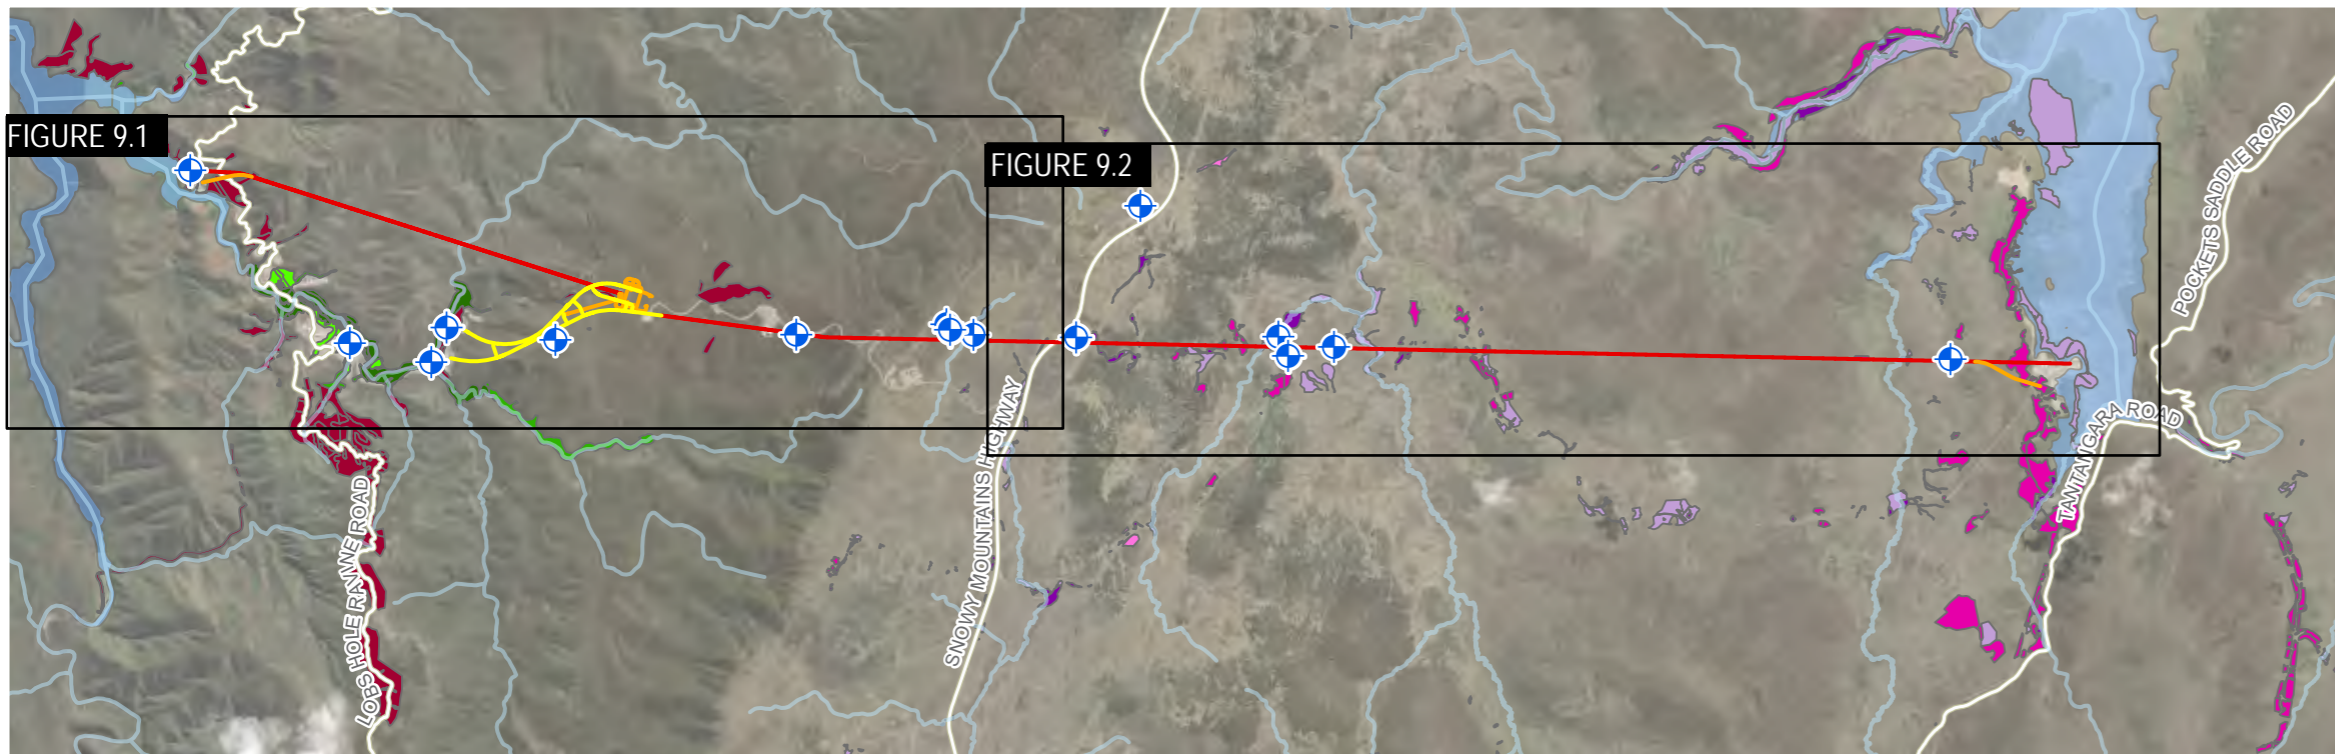 FIGURE 9.1
FIGURE 9.2
POCKETS SADDLE ROAD
TANTANGARA ROAD
SNOWY MOUNTAINS HIGHWAY
LOBS HOLE RAVINE ROAD